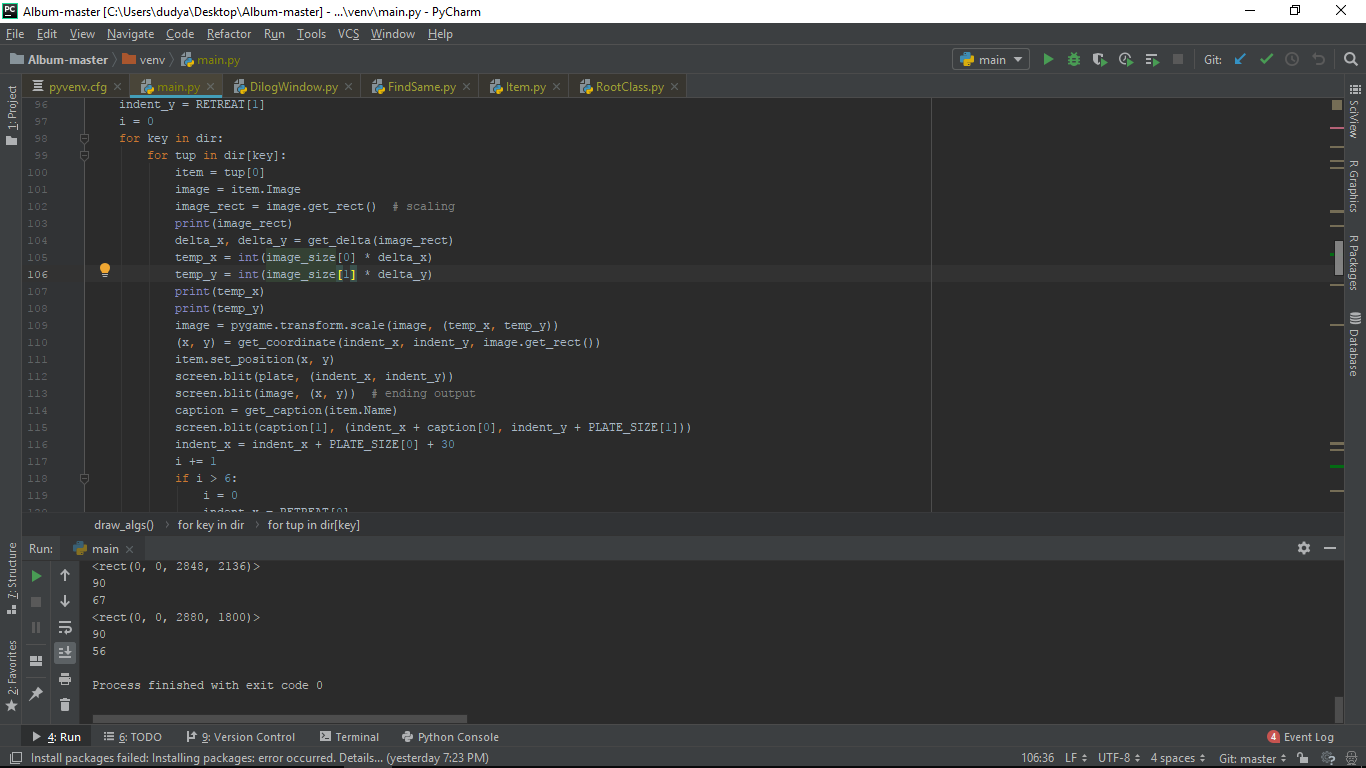 Album-master [C:\Users\dudya\Desktop\Album-master] - ...\venv\main.py - PyCharm
File Edit View Navigate Code Refactor Run Tools VCS Window Help
Album-master venv main.py main Git:
pyvenv.cfg main.py DilogWindow.py FindSame.py Item.py RootClass.py
1: Project
96 indent_y = RETREAT[1]
97 i = 0
98 for key in dir:
99 for tup in dir[key]:
100 item = tup[0]
101 image = item.Image
102 image_rect = image.get_rect()  # scaling
103 print(image_rect)
104 delta_x, delta_y = get_delta(image_rect)
105 temp_x = int(image_size[0] * delta_x)
106 temp_y = int(image_size[1] * delta_y)
107 print(temp_x)
108 print(temp_y)
109 image = pygame.transform.scale(image, (temp_x, temp_y))
110 (x, y) = get_coordinate(indent_x, indent_y, image.get_rect())
111 item.set_position(x, y)
112 screen.blit(plate, (indent_x, indent_y))
113 screen.blit(image, (x, y))  # ending output
114 caption = get_caption(item.Name)
115 screen.blit(caption[1], (indent_x + caption[0], indent_y + PLATE_SIZE[1]))
116 indent_x = indent_x + PLATE_SIZE[0] + 30
117 i += 1
118 if i > 6:
119 i = 0
120 indent_x = RETREAT[0]
SciView
R Graphics
R Packages
Database
draw_algs() for key in dir for tup in dir[key]
Run: main
7: Structure
2: Favorites
<rect(0, 0, 2848, 2136)>
90
67
<rect(0, 0, 2880, 1800)>
90
56
Process finished with exit code 0
4: Run 6: TODO 9: Version Control Terminal Python Console 4 Event Log
Install packages failed: Installing packages: error occurred. Details... (yesterday 7:23 PM) 106:36 LF UTF-8 4 spaces Git: master